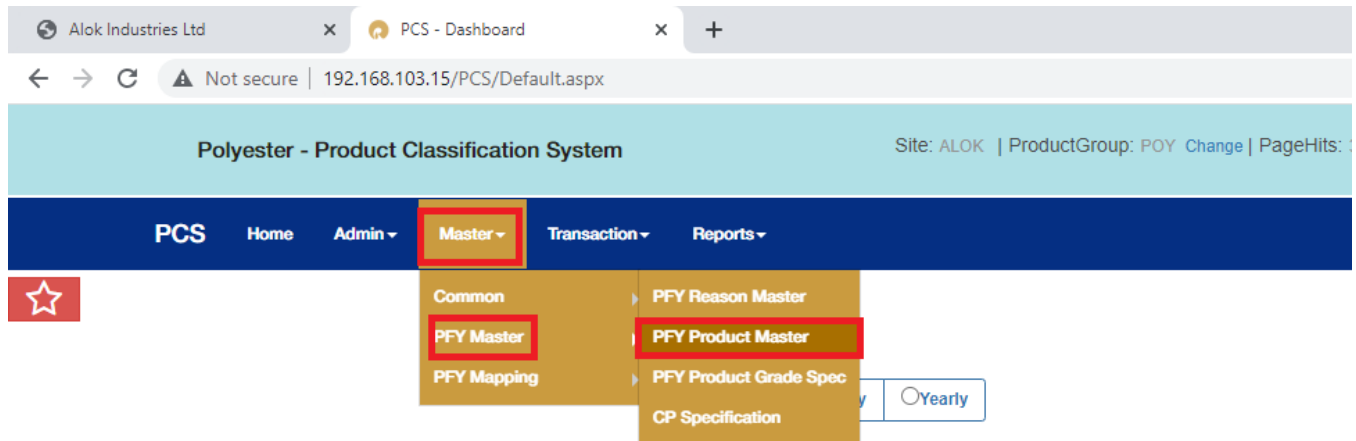 Alok Industries Ltd PCS - Dashboard
Not secure | 192.168.103.15/PCS/Default.aspx
Polyester - Product Classification System Site: ALOK | ProductGroup: POY Change | PageHits:
PCS Home Admin Master Transaction Reports
Common PFY Reason Master
PFY Master PFY Product Master
PFY Mapping PFY Product Grade Spec
y Yearly
CP Specification